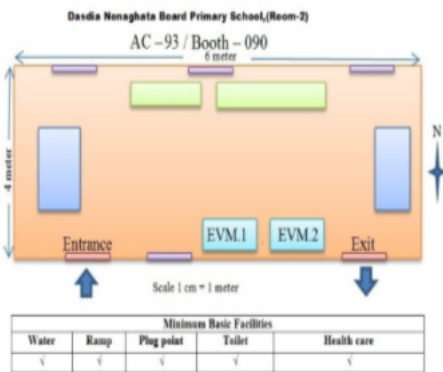 Dasdia Nonaghata Board Primary School,(Room-2)
AC -93 / Booth - 090
6 meter
4 meter
N
EVM.1
EVM.2
Entrance
Exit
Scale 1 cm = 1 meter
Minimum Basic Facilities
Water Ramp Plug point Toilet Health care
√ √ √ √ √